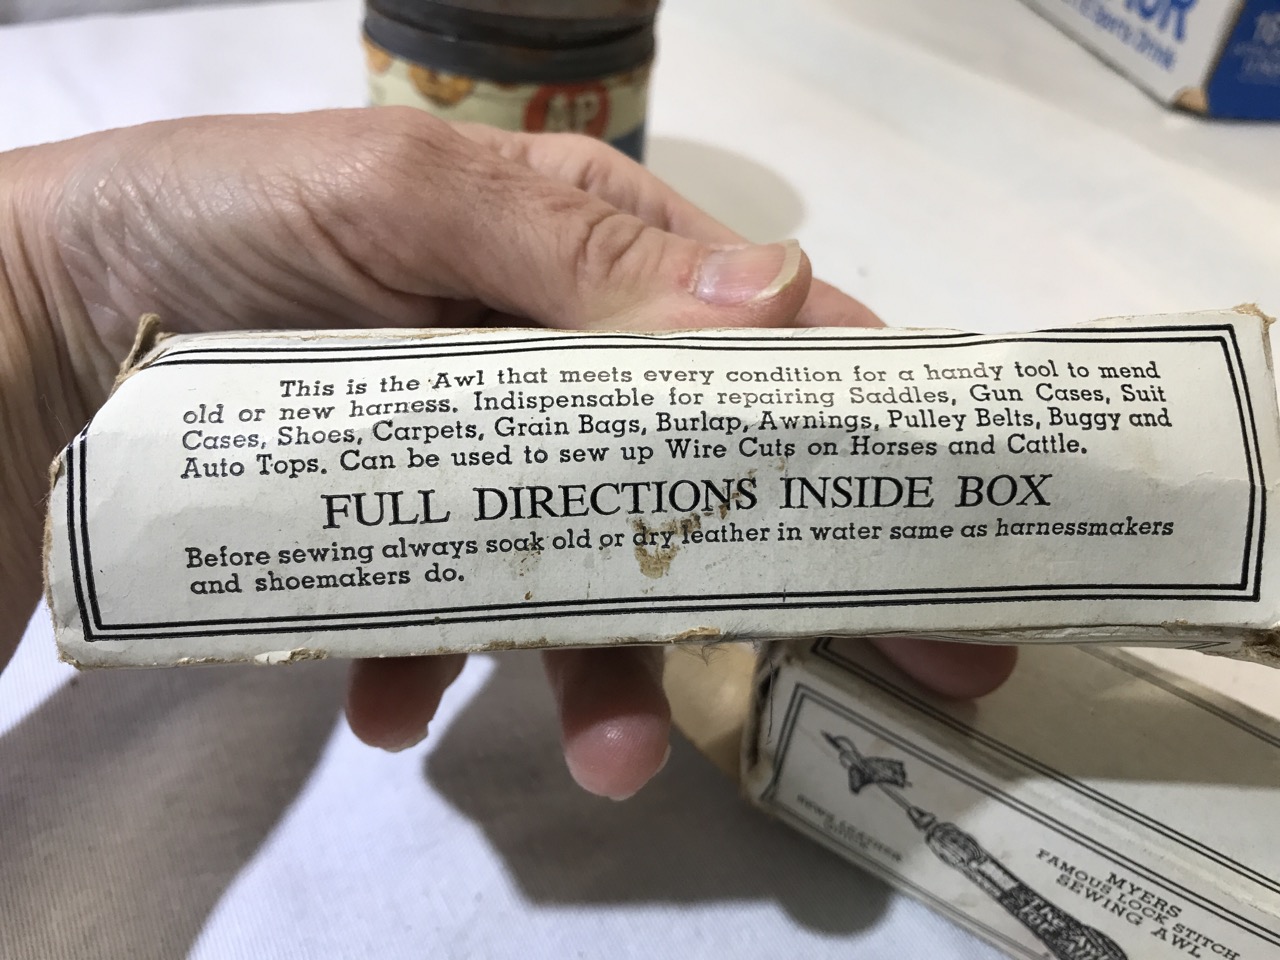 AP
This is the Awl that meets every condition for a handy tool to mend
old or new harness. Indispensable for repairing Saddles, Gun Cases, Suit
Cases, Shoes, Carpets, Grain Bags, Burlap, Awnings, Pulley Belts, Buggy and
Auto Tops. Can be used to sew up Wire Cuts on Horses and Cattle.
FULL DIRECTIONS INSIDE BOX
Before sewing always soak old or dry leather in water same as harnessmakers
and shoemakers do.
SEWS LEATHER
MYERS
FAMOUS LOCK STITCH
SEWING AWL